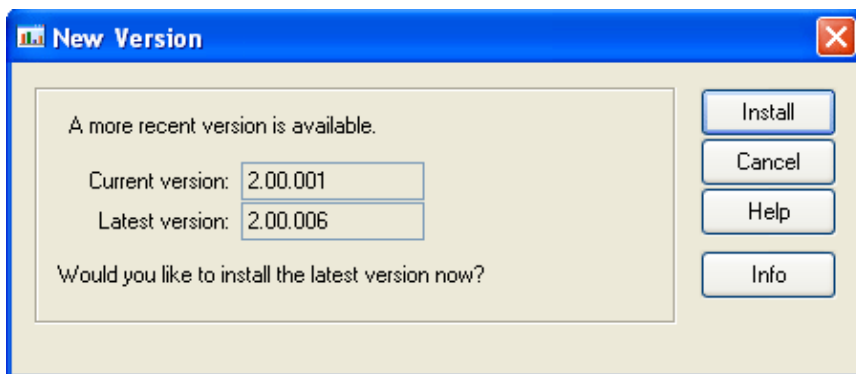 New Version
A more recent version is available.
Current version: 2.00.001
Latest version: 2.00.006
Would you like to install the latest version now?
Install
Cancel
Help
Info